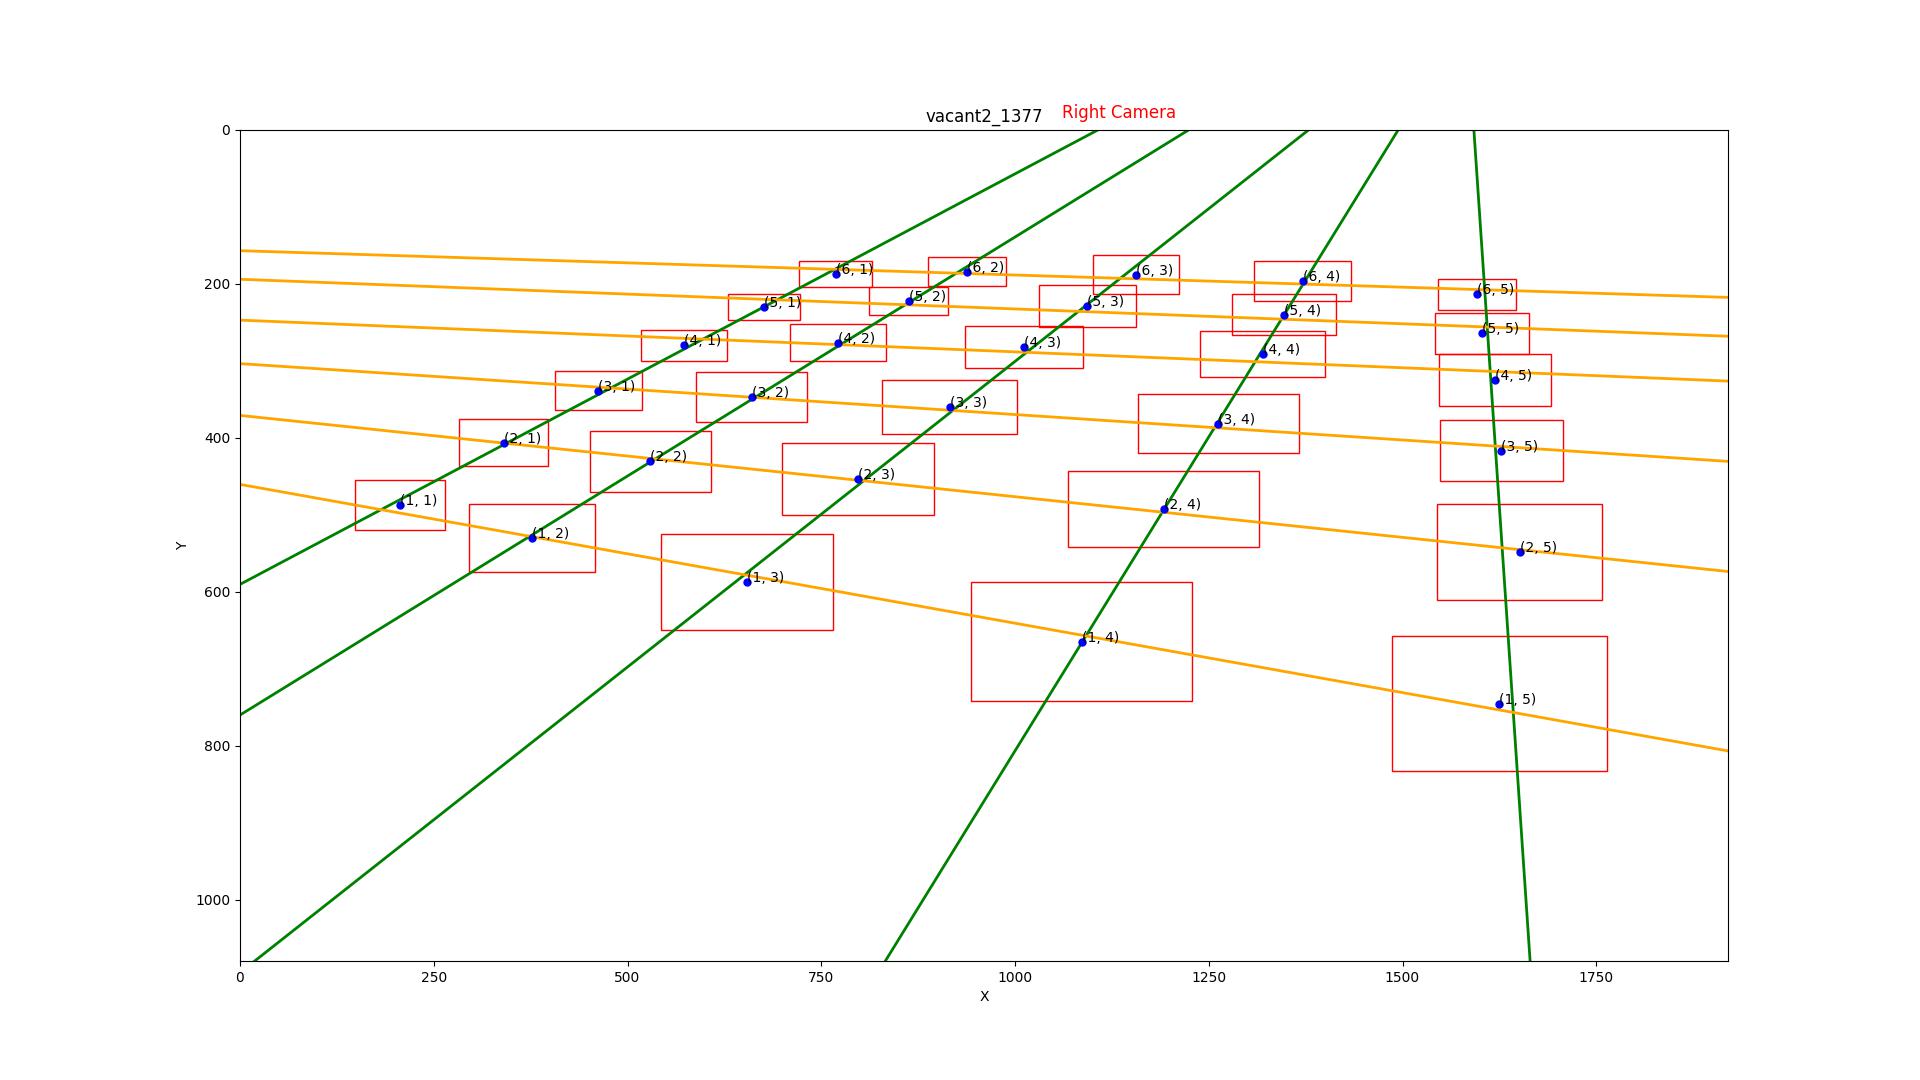 vacant2_1377 Right Camera
0
200
400
600
800
1000
Y
(6, 1) (6, 2) (6, 3) (6, 4) (6, 5)
(5, 1) (5, 2) (5, 3) (5, 4) (5, 5)
(4, 1) (4, 2) (4, 3) (4, 4) (4, 5)
(3, 1) (3, 2) (3, 3) (3, 4) (3, 5)
(2, 1) (2, 2) (2, 3) (2, 4) (2, 5)
(1, 1) (1, 2) (1, 3) (1, 4) (1, 5)
0 250 500 750 1000 1250 1500 1750
X